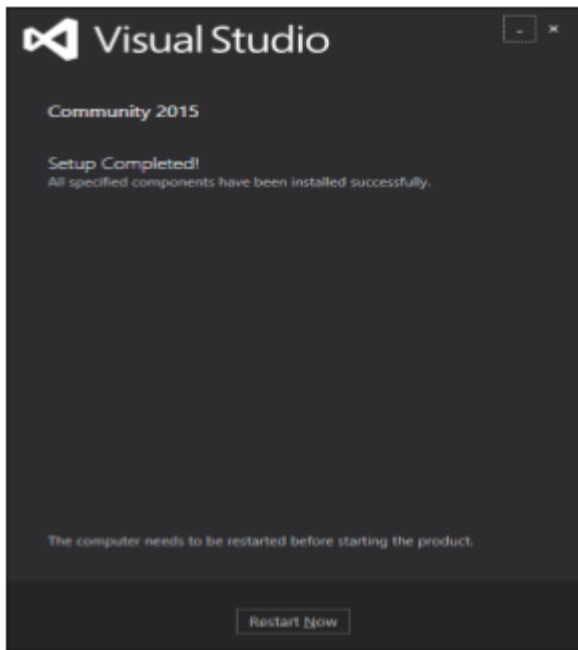 Visual Studio
Community 2015
Setup Completed!
All specified components have been installed successfully.
The computer needs to be restarted before starting the product.
Restart Now